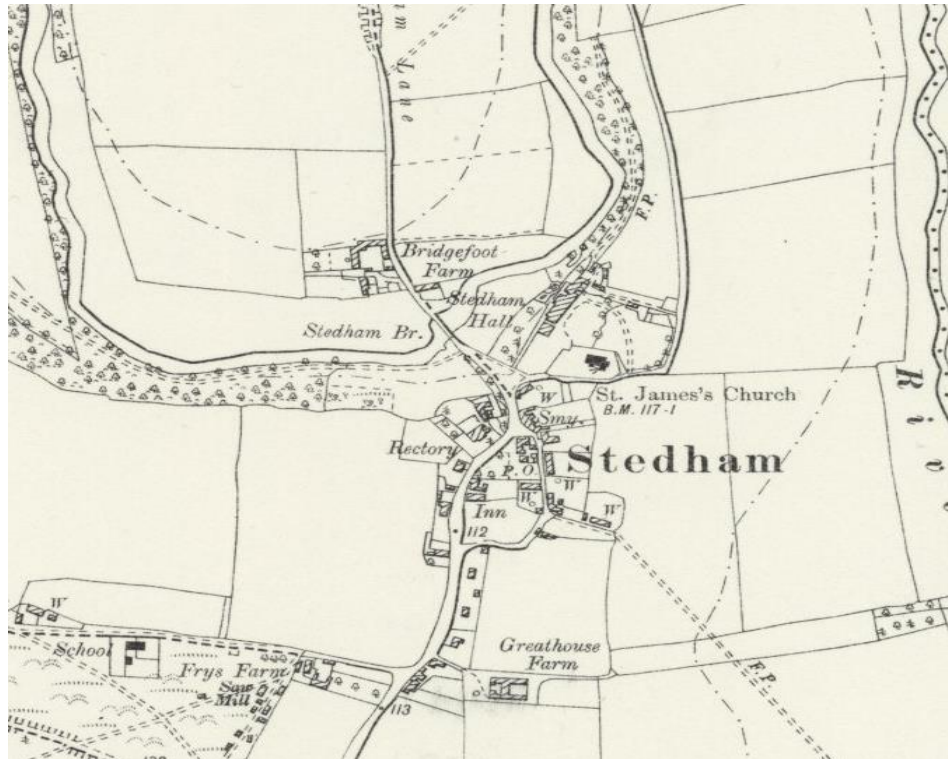 m Lane
F.P.
Bridgefoot
Farm
Stedham
Hall
Stedham Br.
W
St. James's Church
B.M. 117·1
Smy.
Rectory
Stedham
P.O.
W
W
W
Inn
112
Ri
W
School
Greathouse
Farm
Frys Farm
Saw
Mill
F.P.
113